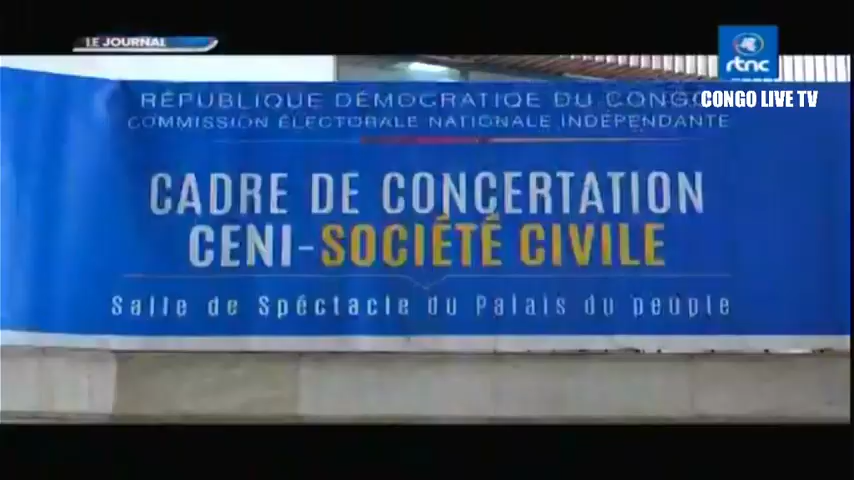 LE JOURNAL
rtnc
CONGO LIVE TV
RÉPUBLIQUE DÉMOCRATIQE DU CONGO
COMMISSION ÉLECTORALE NATIONALE INDÉPENDANTE
CADRE DE CONCERTATION
CENI-SOCIÉTÉ CIVILE
Salle de Spéctacle du Palais du peuple